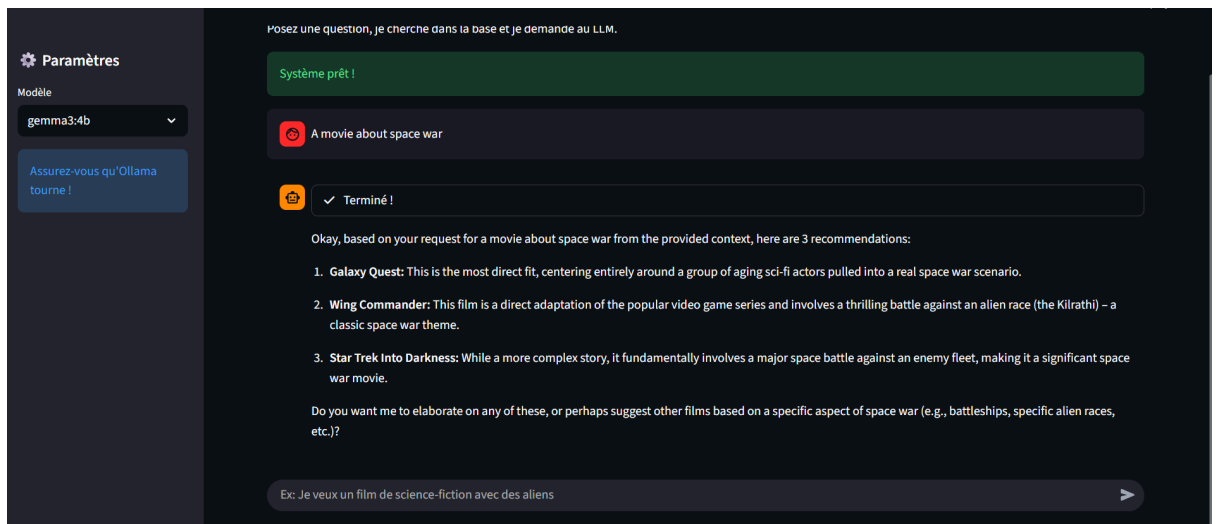 Posez une question, je cherche dans la base et je demande au LLM.
Paramètres
Modèle
gemma3:4b
Assurez-vous qu'Ollama
tourne !
Système prêt !
A movie about space war
Terminé !
Okay, based on your request for a movie about space war from the provided context, here are 3 recommendations:
1. Galaxy Quest: This is the most direct fit, centering entirely around a group of aging sci-fi actors pulled into a real space war scenario.
2. Wing Commander: This film is a direct adaptation of the popular video game series and involves a thrilling battle against an alien race (the Kilrathi) – a
classic space war theme.
3. Star Trek Into Darkness: While a more complex story, it fundamentally involves a major space battle against an enemy fleet, making it a significant space
war movie.
Do you want me to elaborate on any of these, or perhaps suggest other films based on a specific aspect of space war (e.g., battleships, specific alien races,
etc.)?
Ex: Je veux un film de science-fiction avec des aliens